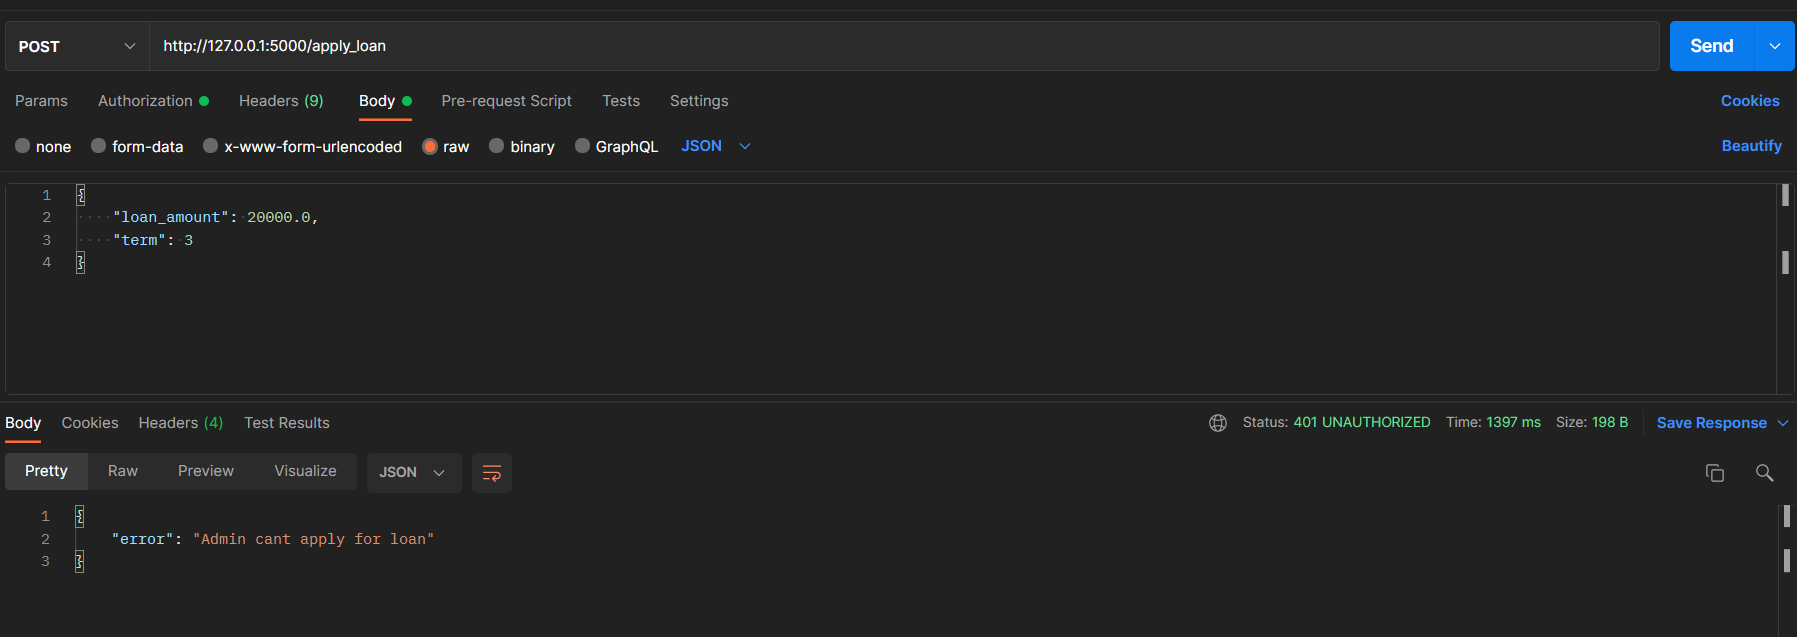 POST http://127.0.0.1:5000/apply_loan Send
Params Authorization Headers (9) Body Pre-request Script Tests Settings Cookies
none form-data x-www-form-urlencoded raw binary GraphQL JSON Beautify
1 {
2 "loan_amount": 20000.0,
3 "term": 3
4 }
Body Cookies Headers (4) Test Results Status: 401 UNAUTHORIZED Time: 1397 ms Size: 198 B Save Response
Pretty Raw Preview Visualize JSON
1 {
2 "error": "Admin cant apply for loan"
3 }